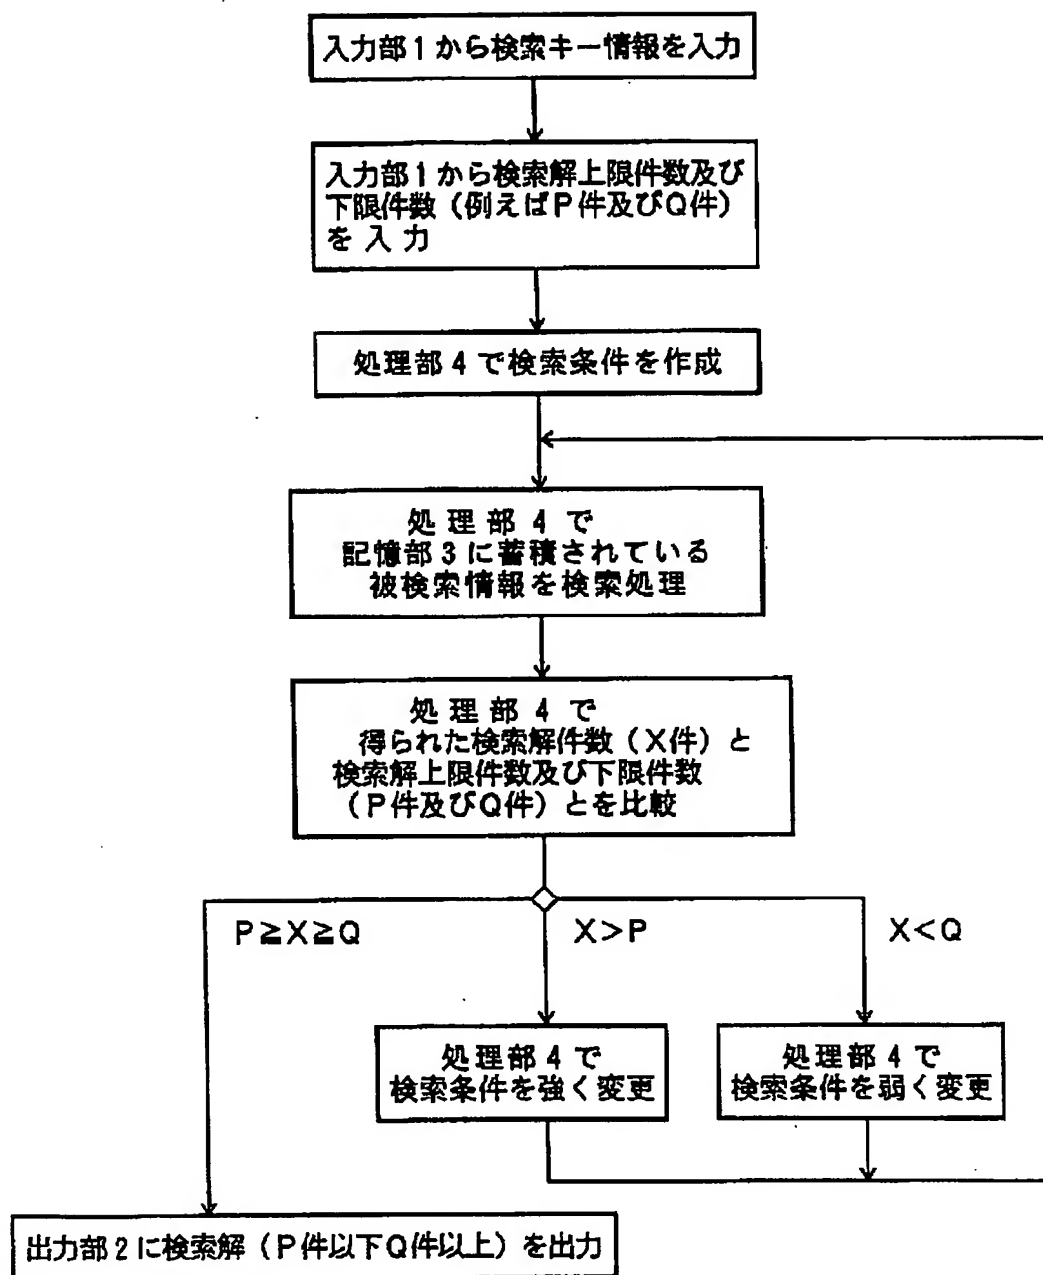 入力部1から検索キー情報を入力
入力部1から検索解上限件数及び
下限件数（例えばP件及びQ件）
を入力
処理部4で検索条件を作成
処理部4で
記憶部3に蓄積されている
被検索情報を検索処理
処理部4で
得られた検索解件数（X件）と
検索解上限件数及び下限件数
（P件及びQ件）とを比較
P≧X≧Q
X>P
X<Q
処理部4で
検索条件を強く変更
処理部4で
検索条件を弱く変更
出力部2に検索解（P件以下Q件以上）を出力